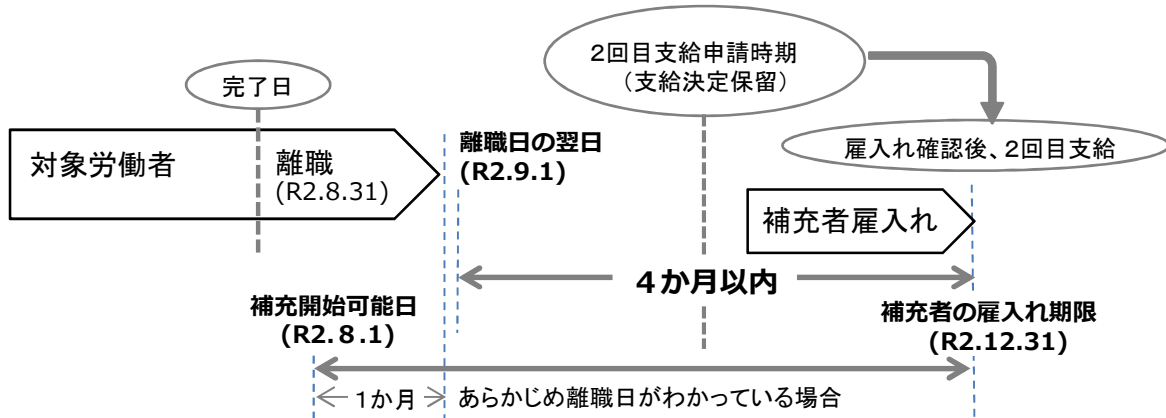 2回目支給申請時期
(支給決定保留)
完了日
対象労働者
離職
(R2.8.31)
離職日の翌日
(R2.9.1)
雇入れ確認後、2回目支給
補充者雇入れ
4か月以内
補充開始可能日
(R2.8.1)
補充者の雇入れ期限
(R2.12.31)
1か月
あらかじめ離職日がわかっている場合